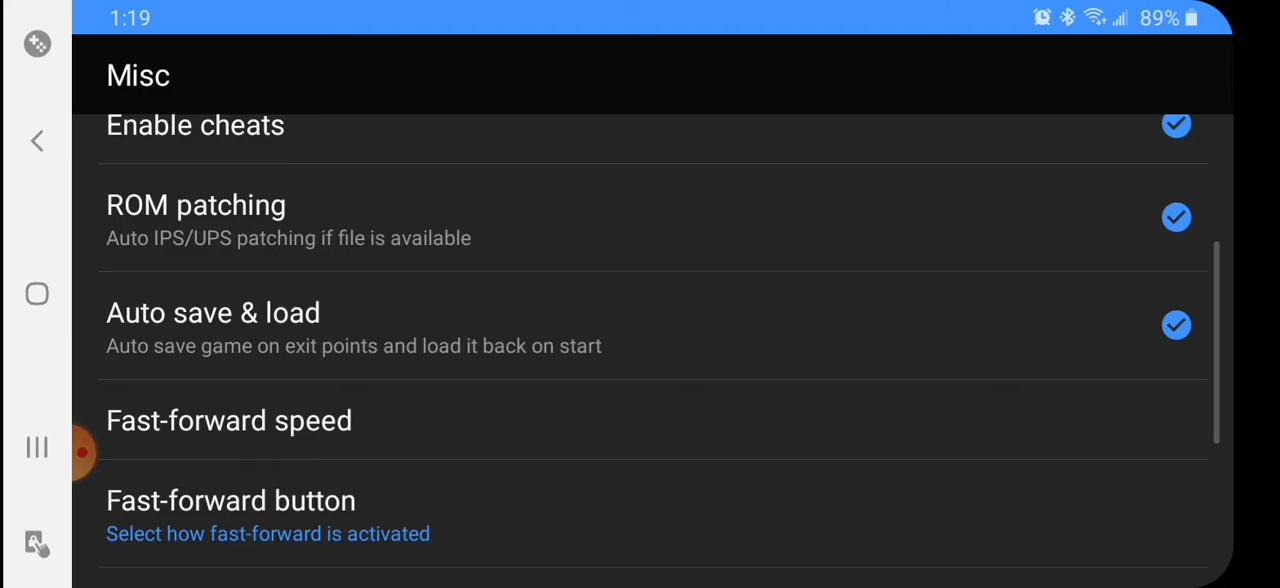 1:19
89%
Misc
Enable cheats
ROM patching
Auto IPS/UPS patching if file is available
Auto save & load
Auto save game on exit points and load it back on start
Fast-forward speed
Fast-forward button
Select how fast-forward is activated